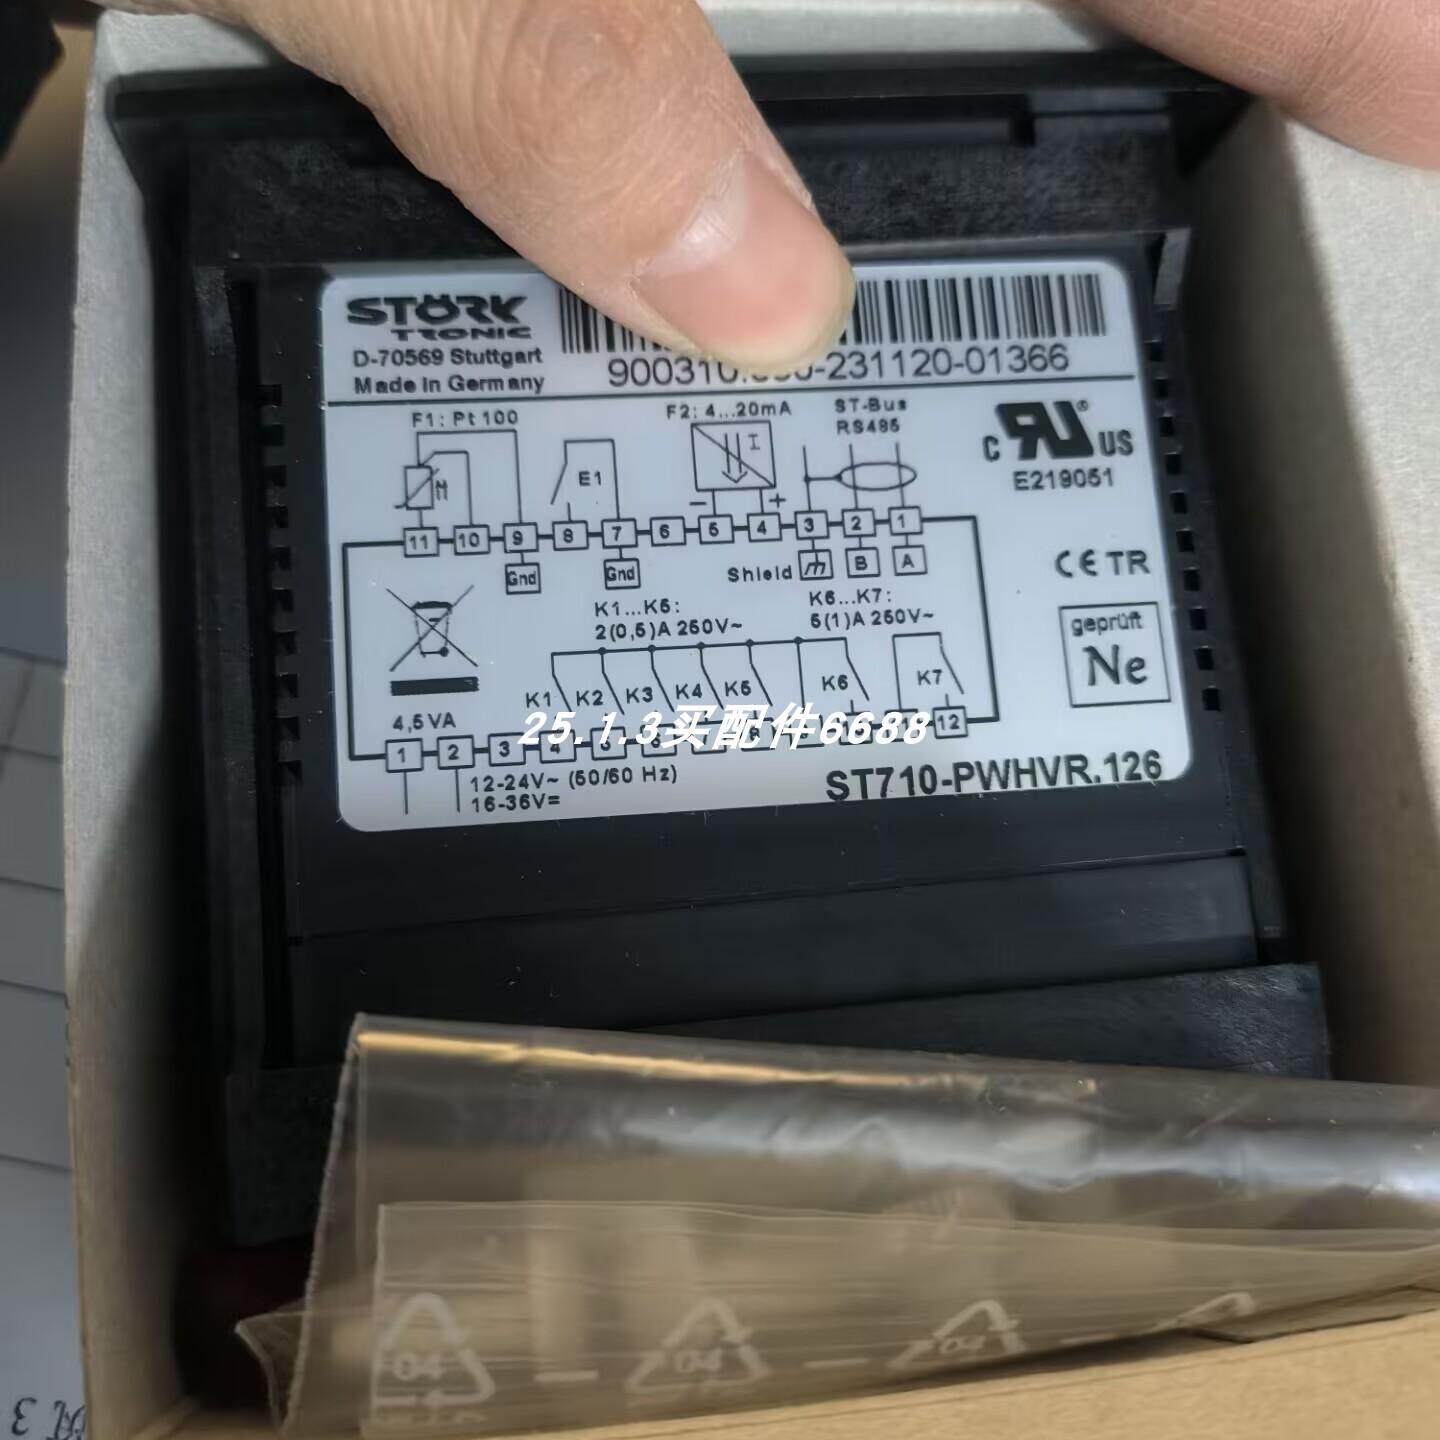 STÖRK
TRONIC
D-70569 Stuttgart
Made in Germany
-231120-01366
F1: Pt100
F2: 4...20mA
ST-Bus
RS485
E1
I
- +
C US
E219051
11 10 9 8 7 6 5 4 3 2 1
Gnd Gnd Shield B A
CE TR
K1...K5:
2(0,5)A 250V~
K6...K7:
5(1)A 250V~
geprüft
Ne
K1 K2 K3 K4 K5 K6 K7
4,5VA
25.1.3买配件6688
1 2 3 4 12
12-24V~ (50/60 Hz)
16-36V=
ST710-PWHVR.126
04 04 04